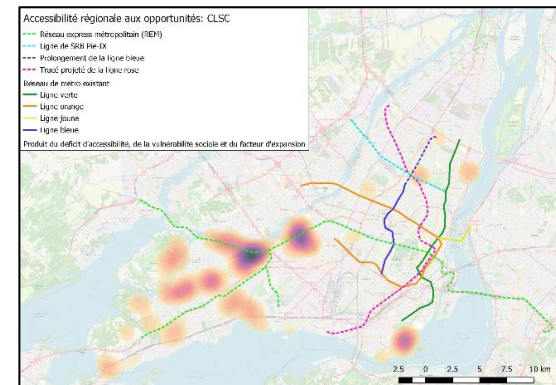 Accessibilité régionale aux opportunités: CLSC
Réseau express métropolitain (REM)
Ligne de SRB Pie-IX
Prolongement de la ligne bleue
Tracé projeté de la ligne rose
Réseau de métro existant
Ligne verte
Ligne orange
Ligne jaune
Ligne bleue
Produit du déficit d'accessibilité, de la vulnérabilité sociale et du facteur d'expansion
2.5 0 2.5 5 7.5 10 km